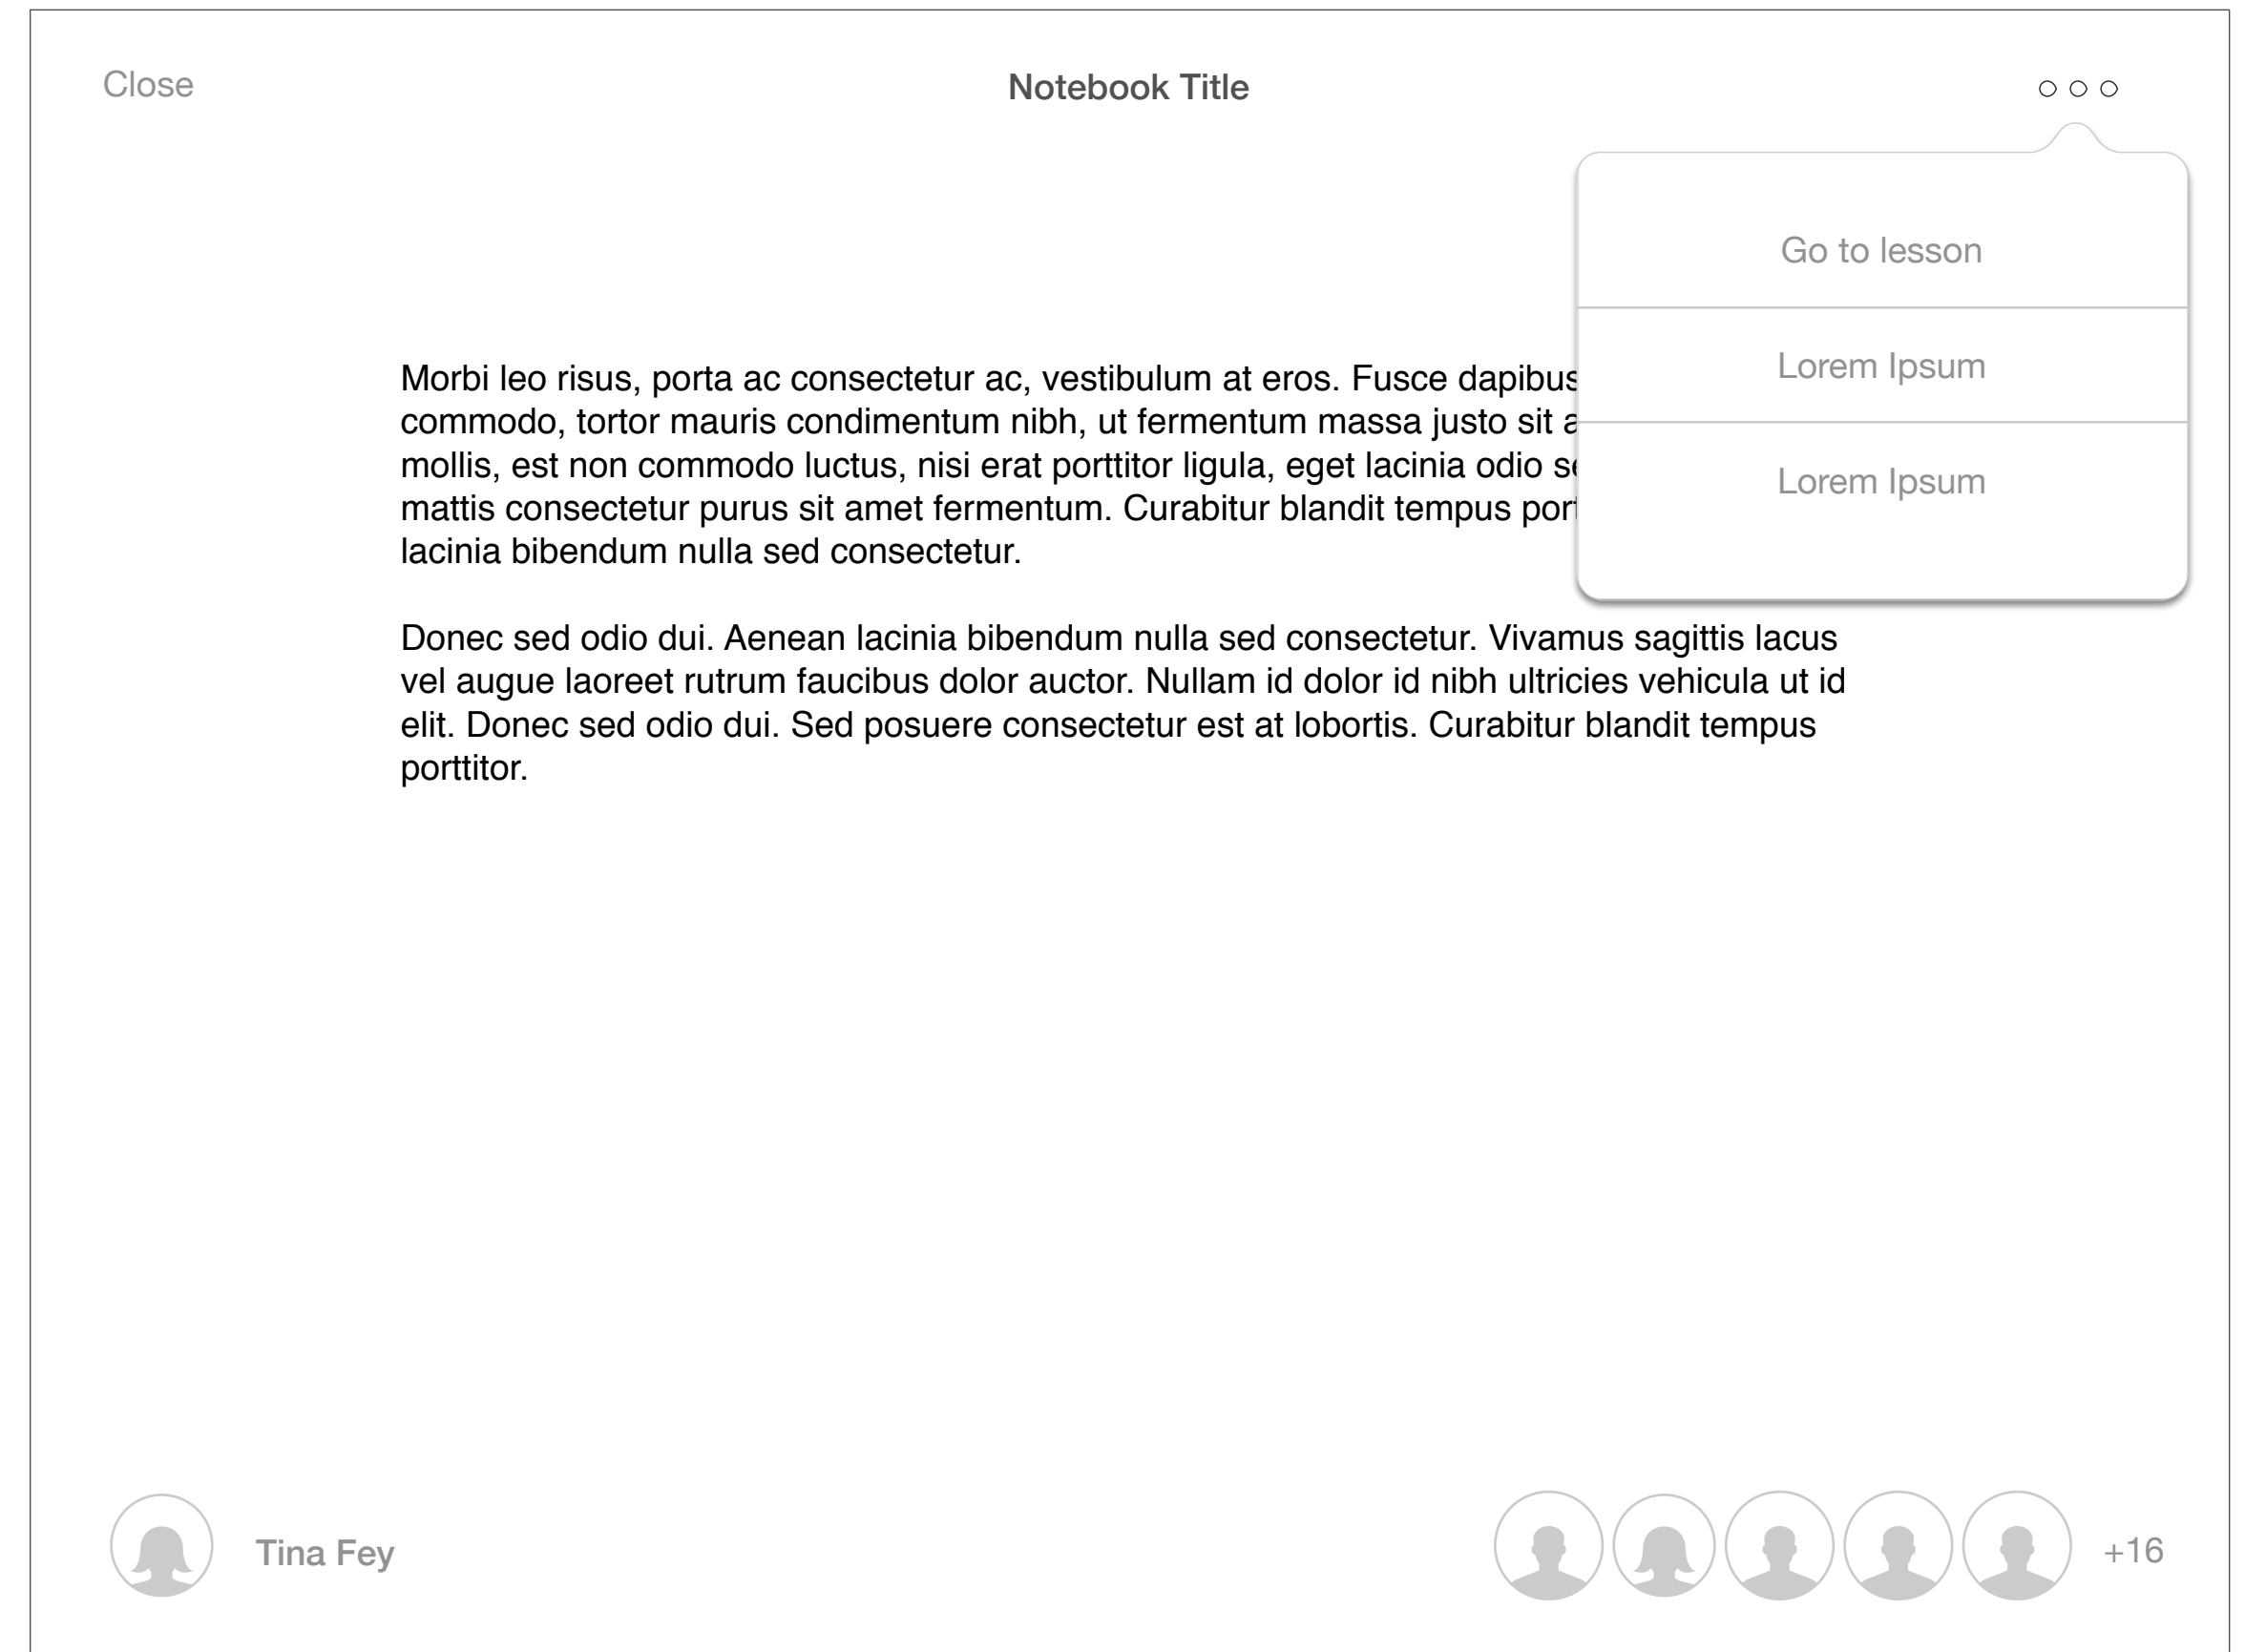 Close
Notebook Title
Go to lesson
Lorem Ipsum
Lorem Ipsum
Morbi leo risus, porta ac consectetur ac, vestibulum at eros. Fusce dapibus
commodo, tortor mauris condimentum nibh, ut fermentum massa justo sit
mollis, est non commodo luctus, nisi erat porttitor ligula, eget lacinia odio
mattis consectetur purus sit amet fermentum. Curabitur blandit tempus
lacinia bibendum nulla sed consectetur.
Donec sed odio dui. Aenean lacinia bibendum nulla sed consectetur. Vivamus sagittis lacus
vel augue laoreet rutrum faucibus dolor auctor. Nullam id dolor id nibh ultricies vehicula ut id
elit. Donec sed odio dui. Sed posuere consectetur est at lobortis. Curabitur blandit tempus
porttitor.
Tina Fey
+16